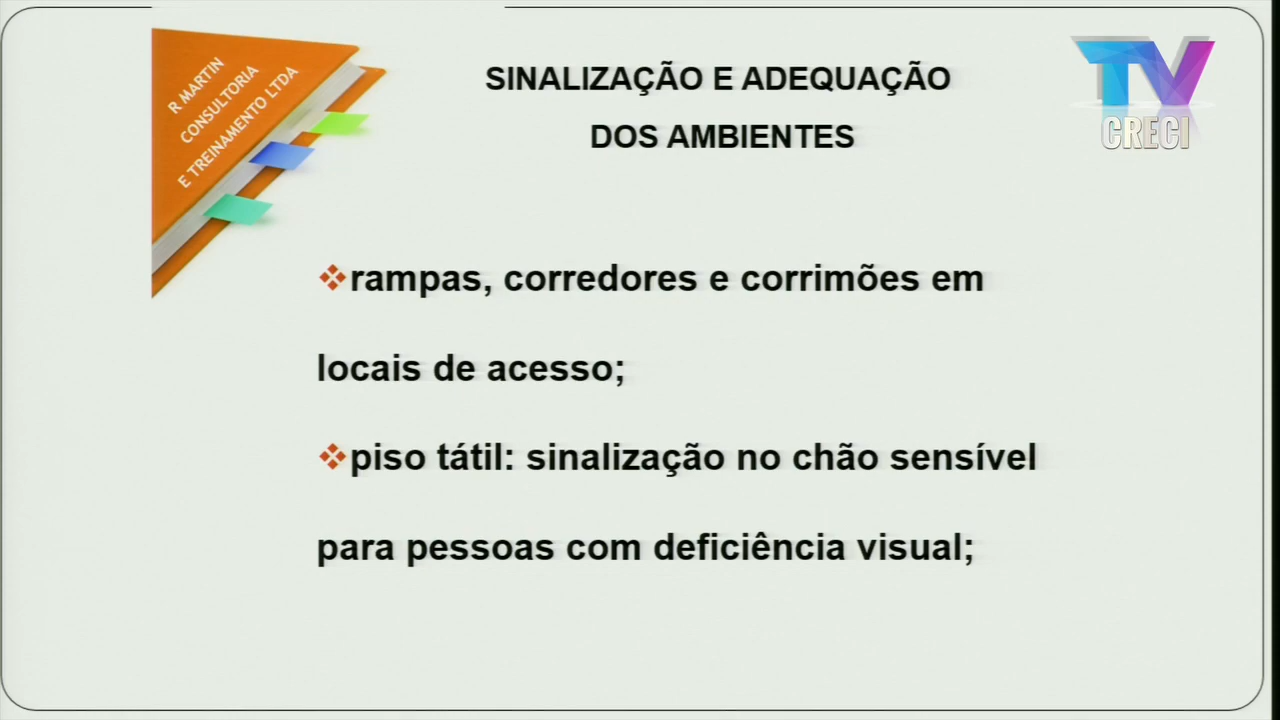 R MARTIN
CONSULTORIA
E TREINAMENTO LTDA
SINALIZAÇÃO E ADEQUAÇÃO
DOS AMBIENTES
TV
CRECI
rampas, corredores e corrimões em
locais de acesso;
piso tátil: sinalização no chão sensível
para pessoas com deficiência visual;